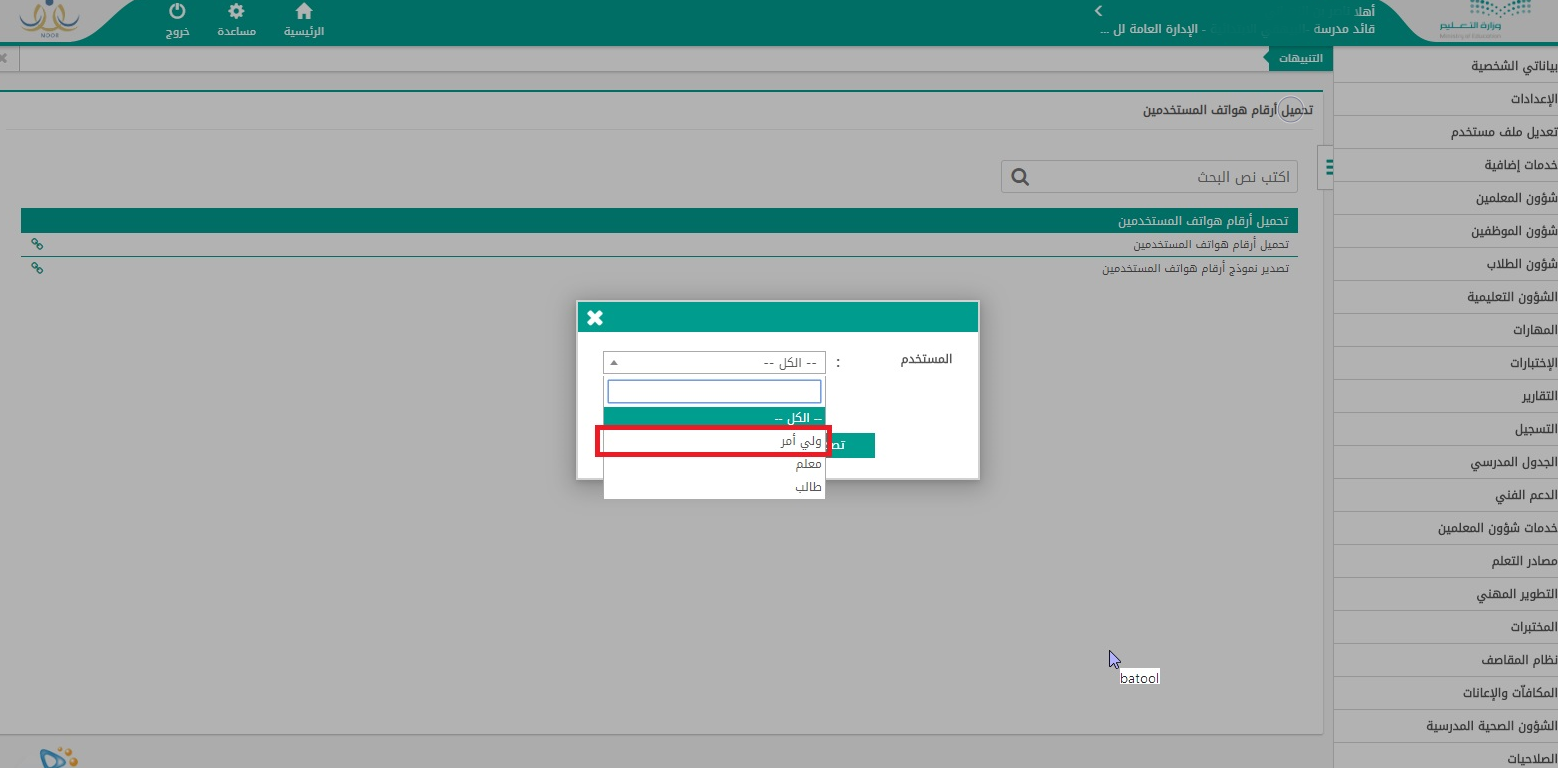 وزارة التعـــليم
Ministry of Education
أهلا
قائد مدرسة
- الإدارة العامة لل ...
الرئيسية
مساعدة
خروج
NOOR
التنبيهات
بياناتي الشخصية
الإعدادات
تعديل ملف مستخدم
خدمات إضافية
شؤون المعلمين
شؤون الموظفين
شؤون الطلاب
الشؤون التعليمية
المهارات
الإختبارات
التقارير
التسجيل
الجدول المدرسي
الدعم الفني
خدمات شؤون المعلمين
مصادر التعلم
التطوير المهني
المختبرات
نظام المقاصف
المكافآت والإعانات
الشؤون الصحية المدرسية
الصلاحيات
تحميل أرقام هواتف المستخدمين
اكتب نص البحث
تحميل أرقام هواتف المستخدمين
تحميل أرقام هواتف المستخدمين
تصدير نموذج أرقام هواتف المستخدمين
المستخدم : -- الكل --
-- الكل --
ولي أمر
تص
معلم
طالب
batool